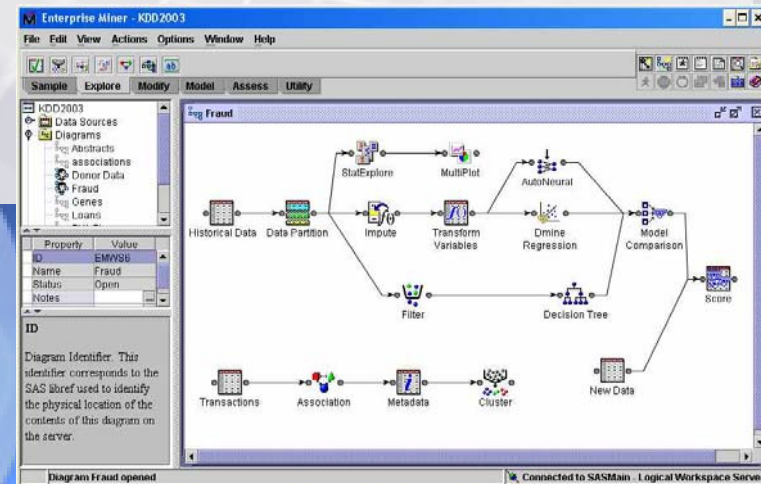 Enterprise Miner - KDD2003
File Edit View Actions Options Window Help
Sample Explore Modify Model Assess Utility
KDD2003
Data Sources
Diagrams
Abstracts
associations
Donor Data
Fraud
Genes
Loans
Property Value
ID EMWS6
Name Fraud
Status Open
Notes
ID
Diagram Identifier. This
identifier corresponds to the
SAS libref used to identify
the physical location of the
contents of this diagram on
the server.
Fraud
StatExplore MultiPlot AutoNeural
Historical Data Data Partition Impute Transform Variables Dmine Regression Model Comparison
Score
Filter Decision Tree
New Data
Transactions Association Metadata Cluster
Diagram Fraud opened
Connected to SASMain - Logical Workspace Serve